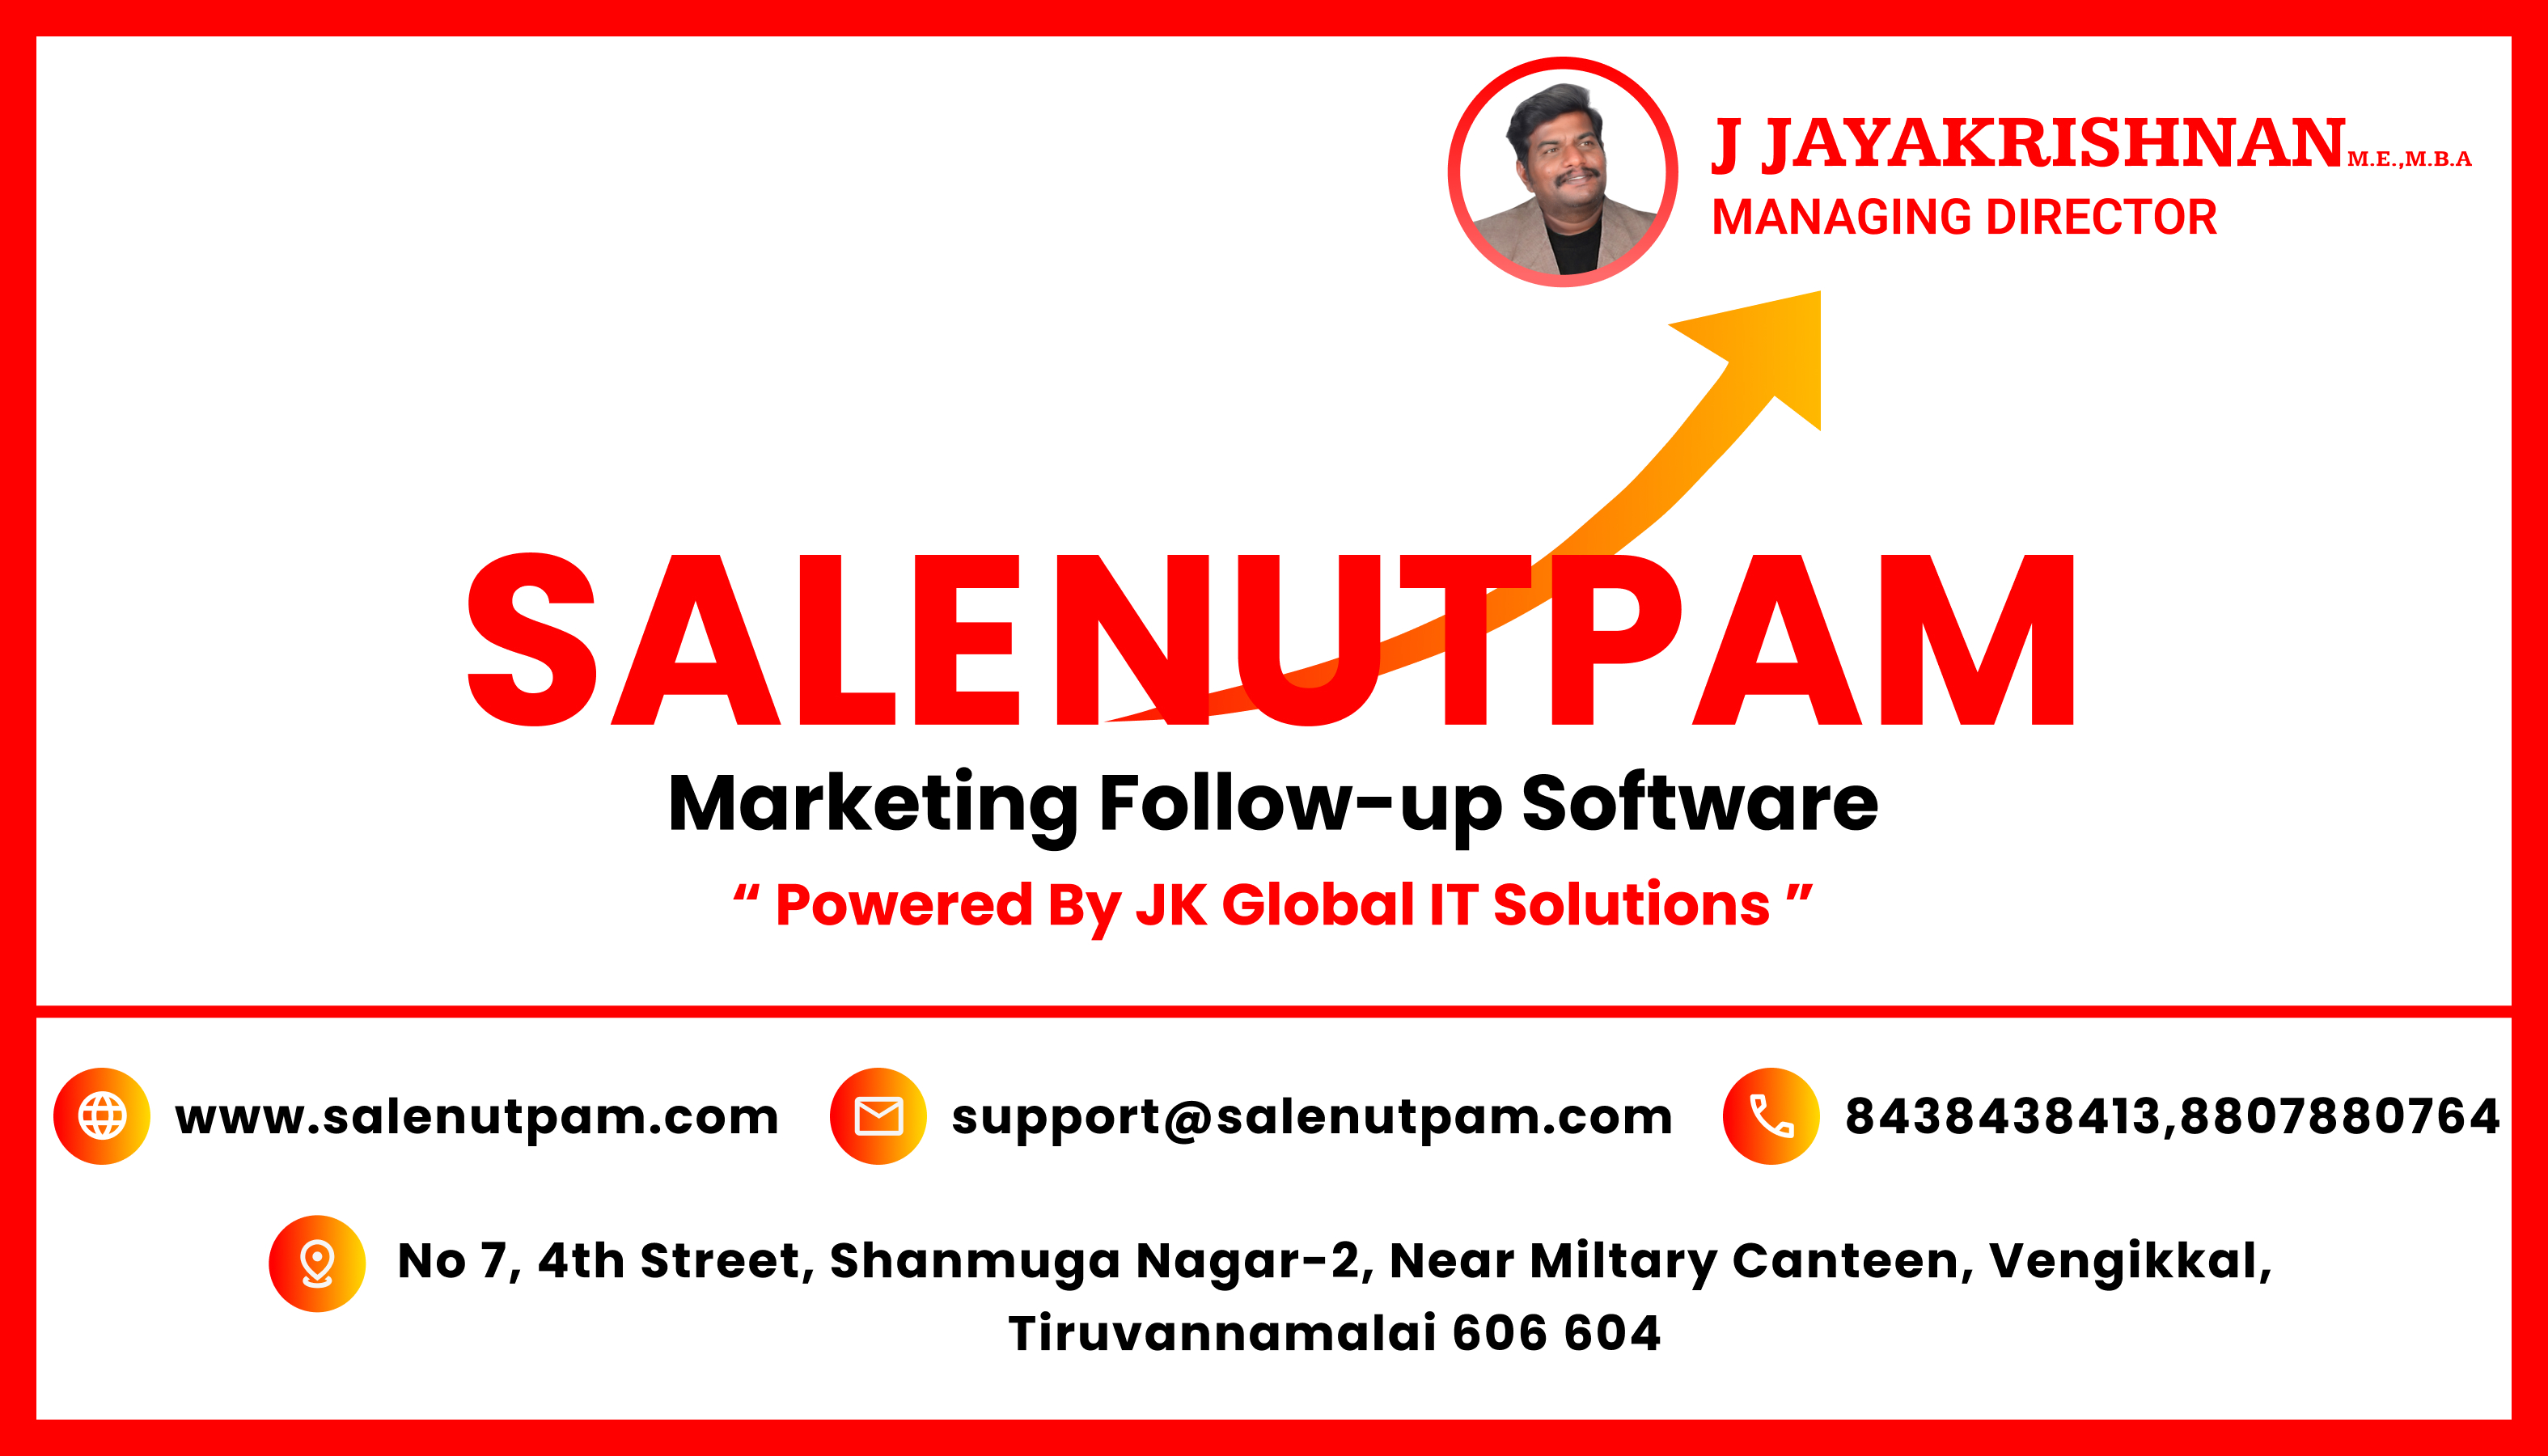 J JAYAKRISHNAN M.E.,M.B.A
MANAGING DIRECTOR
SALENUTPAM
Marketing Follow-up Software
“ Powered By JK Global IT Solutions ”
www.salenutpam.com
support@salenutpam.com
8438438413,8807880764
No 7, 4th Street, Shanmuga Nagar-2, Near Miltary Canteen, Vengikkal,
Tiruvannamalai 606 604